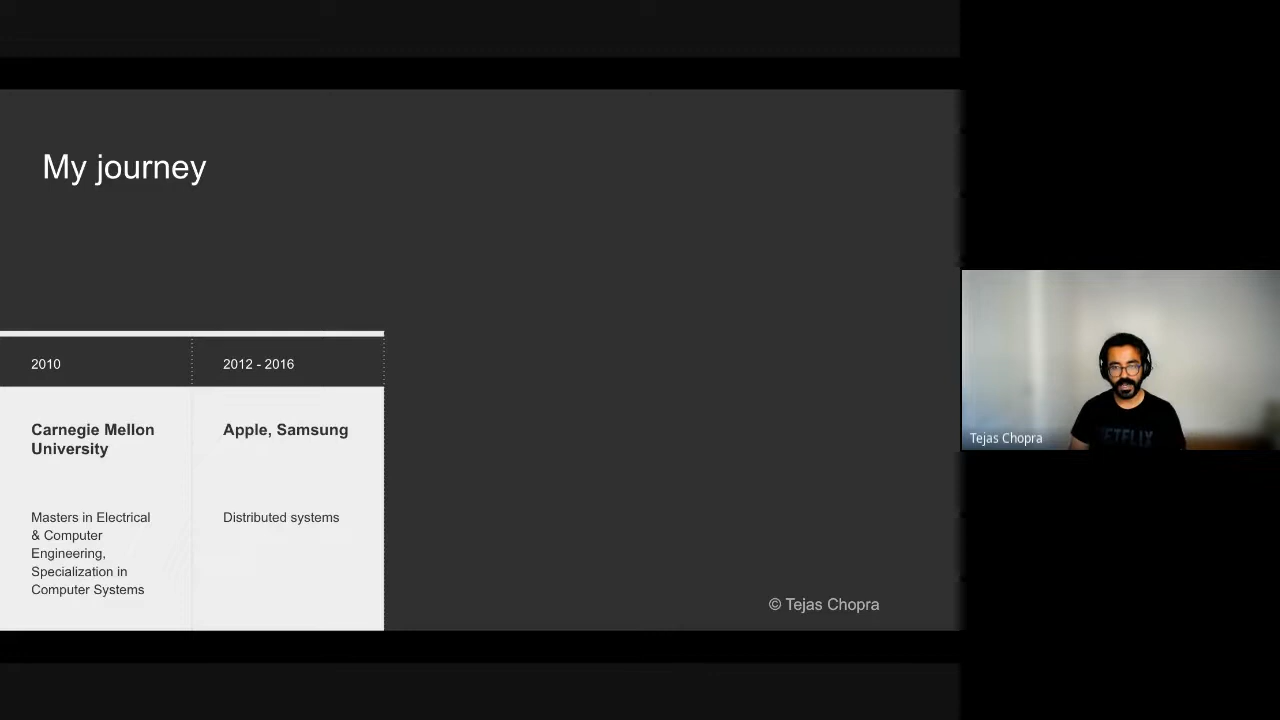 My journey
2010
2012 - 2016
Carnegie Mellon
University
Apple, Samsung
Masters in Electrical
& Computer
Engineering,
Specialization in
Computer Systems
Distributed systems
© Tejas Chopra
Tejas Chopra
NETFLIX